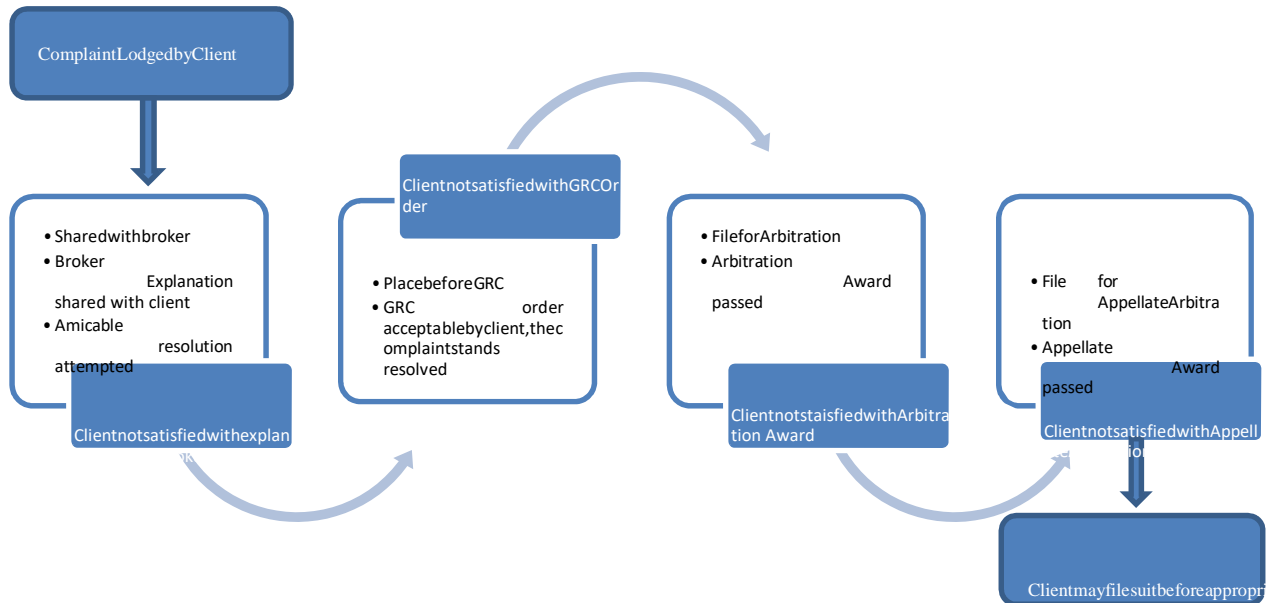 ComplaintLodgedbyClient
• Sharedwithbroker
• Broker
Explanation
shared with client
• Amicable
resolution
attempted
Clientnotsatisfiedwithexplan
ClientnotsatisfiedwithGRCOr
der
• PlacebeforeGRC
• GRC order
acceptablebyclient,thec
omplaintstands
resolved
• FileforArbitration
• Arbitration
Award
passed
ClientnotstaisfiedwithArbitra
tion Award
• File for
AppellateArbitra
tion
• Appellate
Award
passed
ClientnotsatisfiedwithAppell
Clientmayfilesuitbeforeappropri